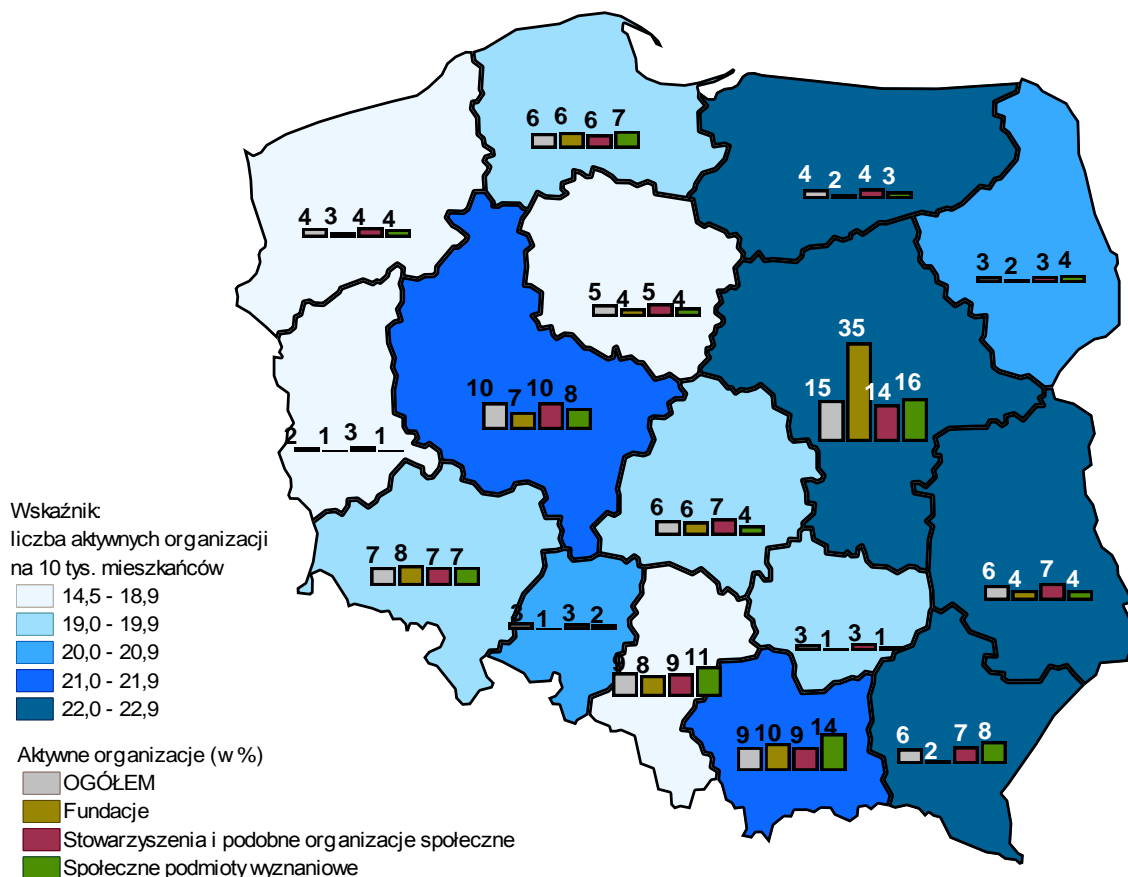 6 6 6 7
4 2 4 3
4 3 4 4
3 2 3 4
5 4 5 4
35
15 14 16
10 7 10 8
2 1 3 1
6 6 7 4
7 8 7 7
6 4 7 4
3 1 3 2
3 1 3 1
9 8 9 11
9 10 9 14
6 2 7 8
Wskaźnik:
liczba aktywnych organizacji
na 10 tys. mieszkańców
14,5 - 18,9
19,0 - 19,9
20,0 - 20,9
21,0 - 21,9
22,0 - 22,9
Aktywne organizacje (w %)
OGÓŁEM
Fundacje
Stowarzyszenia i podobne organizacje społeczne
Społeczne podmioty wyznaniowe